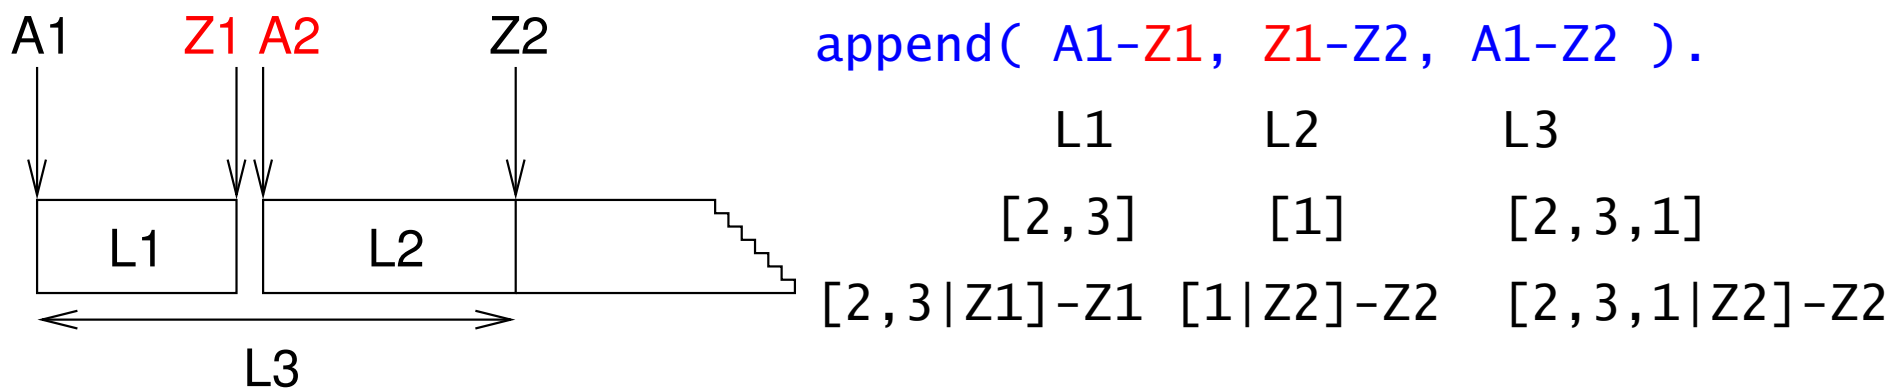 A1 Z1 A2 Z2
L1 L2
L3
append( A1-Z1, Z1-Z2, A1-Z2 ).
L1 L2 L3
[2,3] [1] [2,3,1]
[2,3|Z1]-Z1 [1|Z2]-Z2 [2,3,1|Z2]-Z2